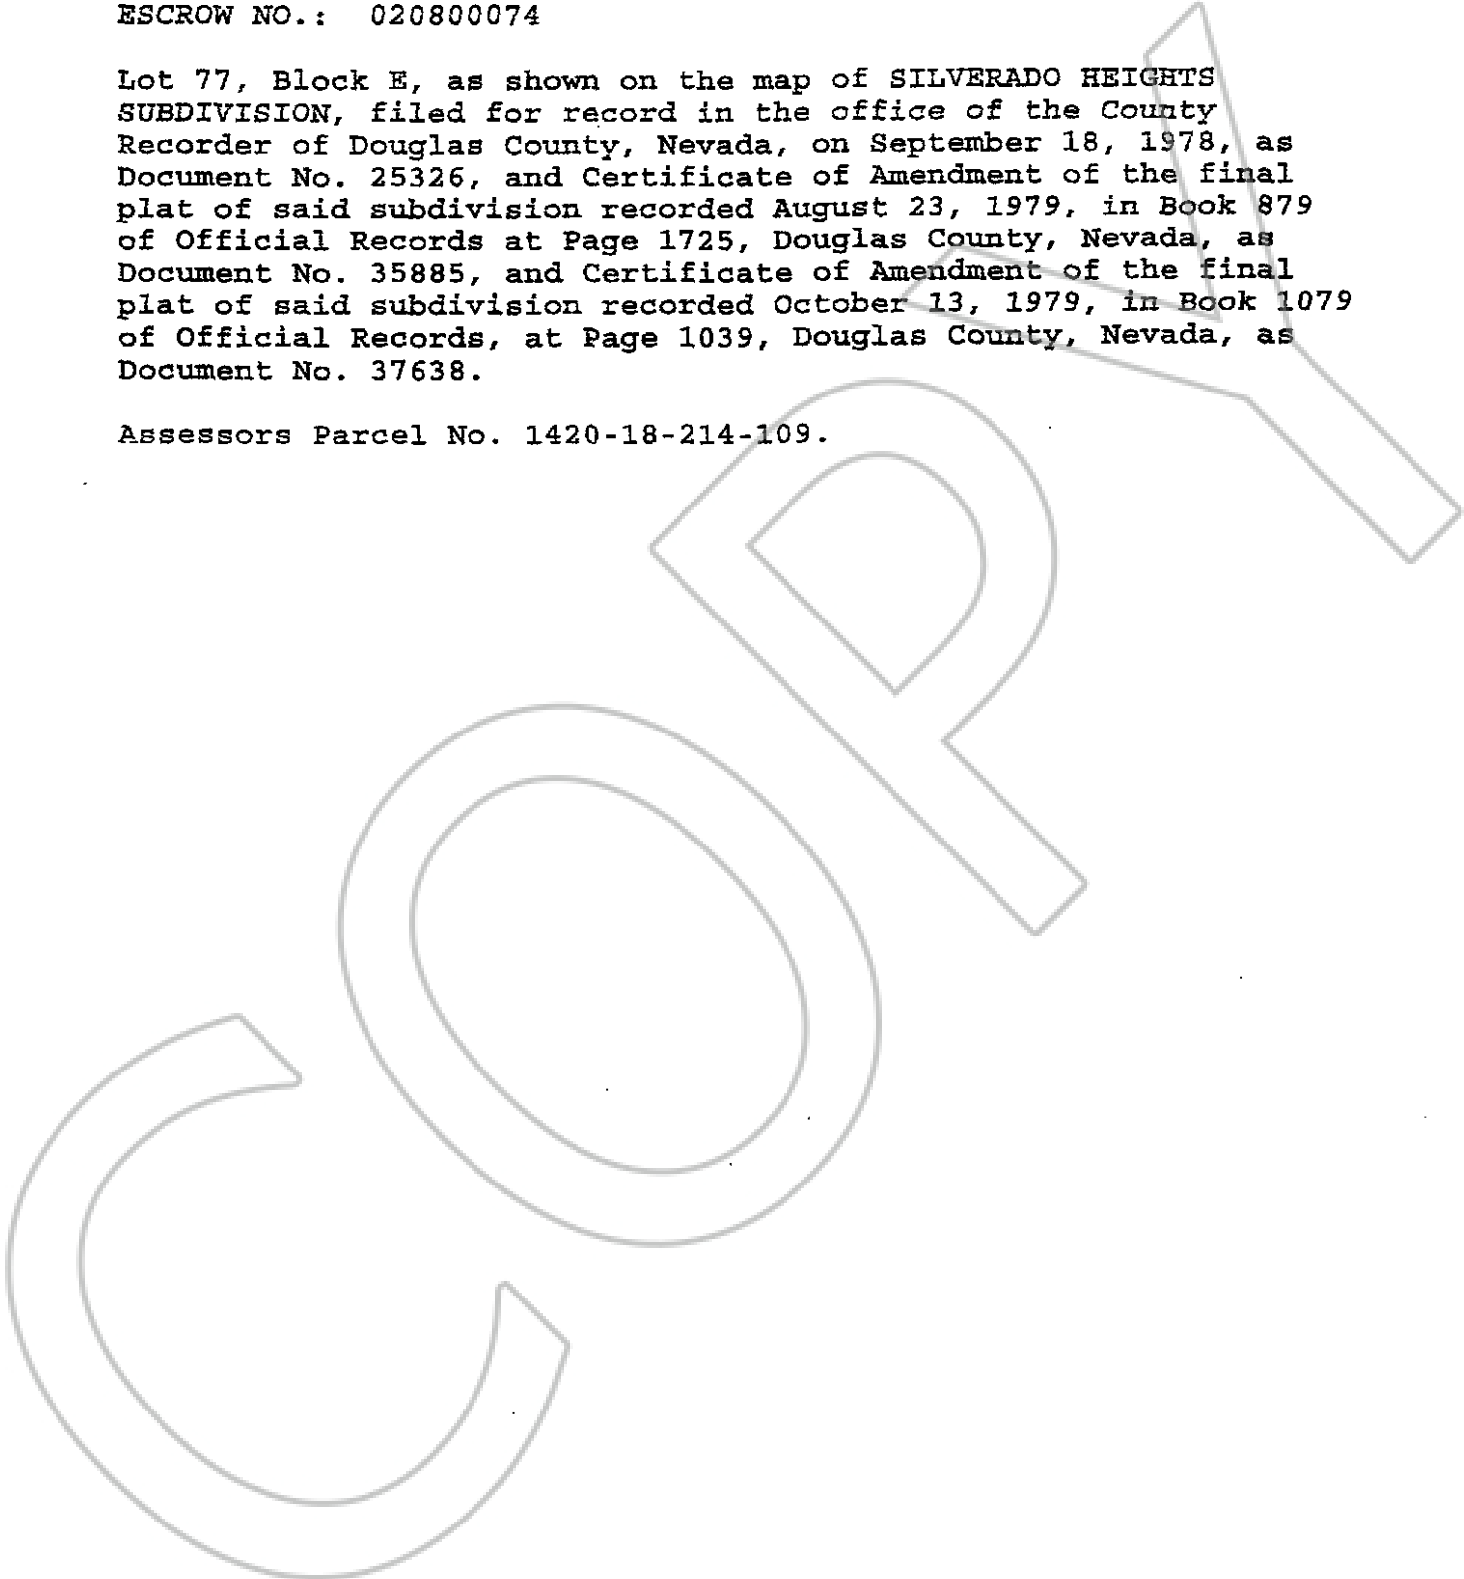 ESCROW NO.: 020800074
Lot 77, Block E, as shown on the map of SILVERADO HEIGHTS
SUBDIVISION, filed for record in the office of the County
Recorder of Douglas County, Nevada, on September 18, 1978, as
Document No. 25326, and Certificate of Amendment of the final
plat of said subdivision recorded August 23, 1979, in Book 879
of Official Records at Page 1725, Douglas County, Nevada, as
Document No. 35885, and Certificate of Amendment of the final
plat of said subdivision recorded October 13, 1979, in Book 1079
of Official Records, at Page 1039, Douglas County, Nevada, as
Document No. 37638.
Assessors Parcel No. 1420-18-214-109.
COPY